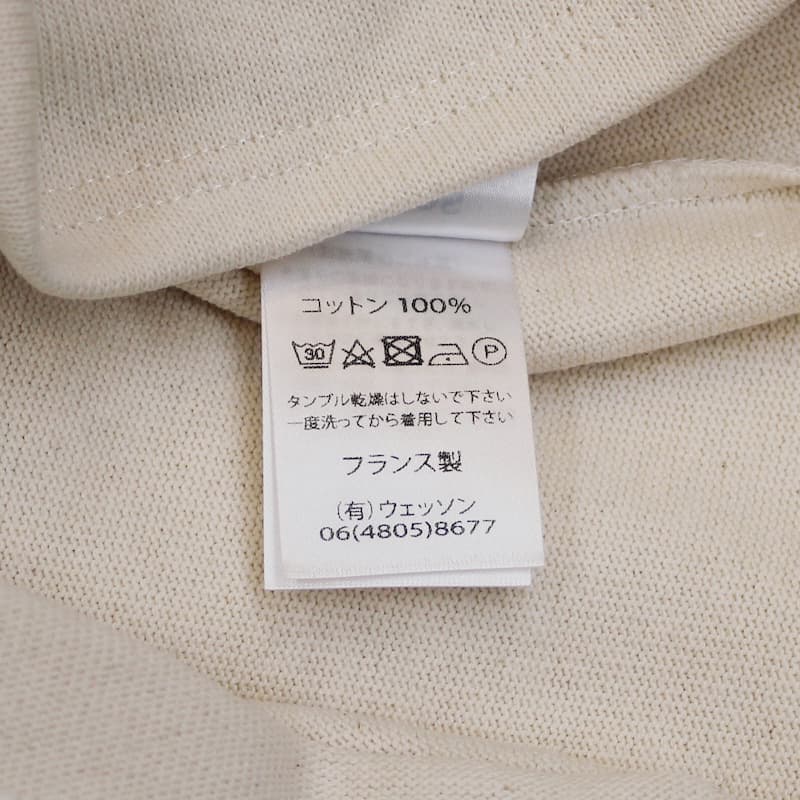 コットン 100%
30 P
タンブル乾燥はしないで下さい
一度洗ってから着用して下さい
フランス製
(有)ウェッソン
06(4805)8677